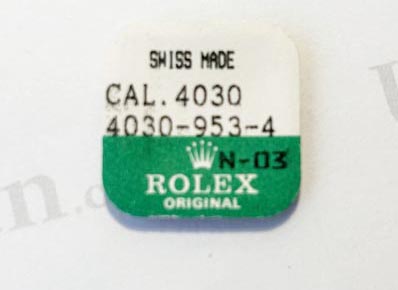 SWISS MADE
CAL. 4030
4030-953-4
N-03
ROLEX
ORIGINAL